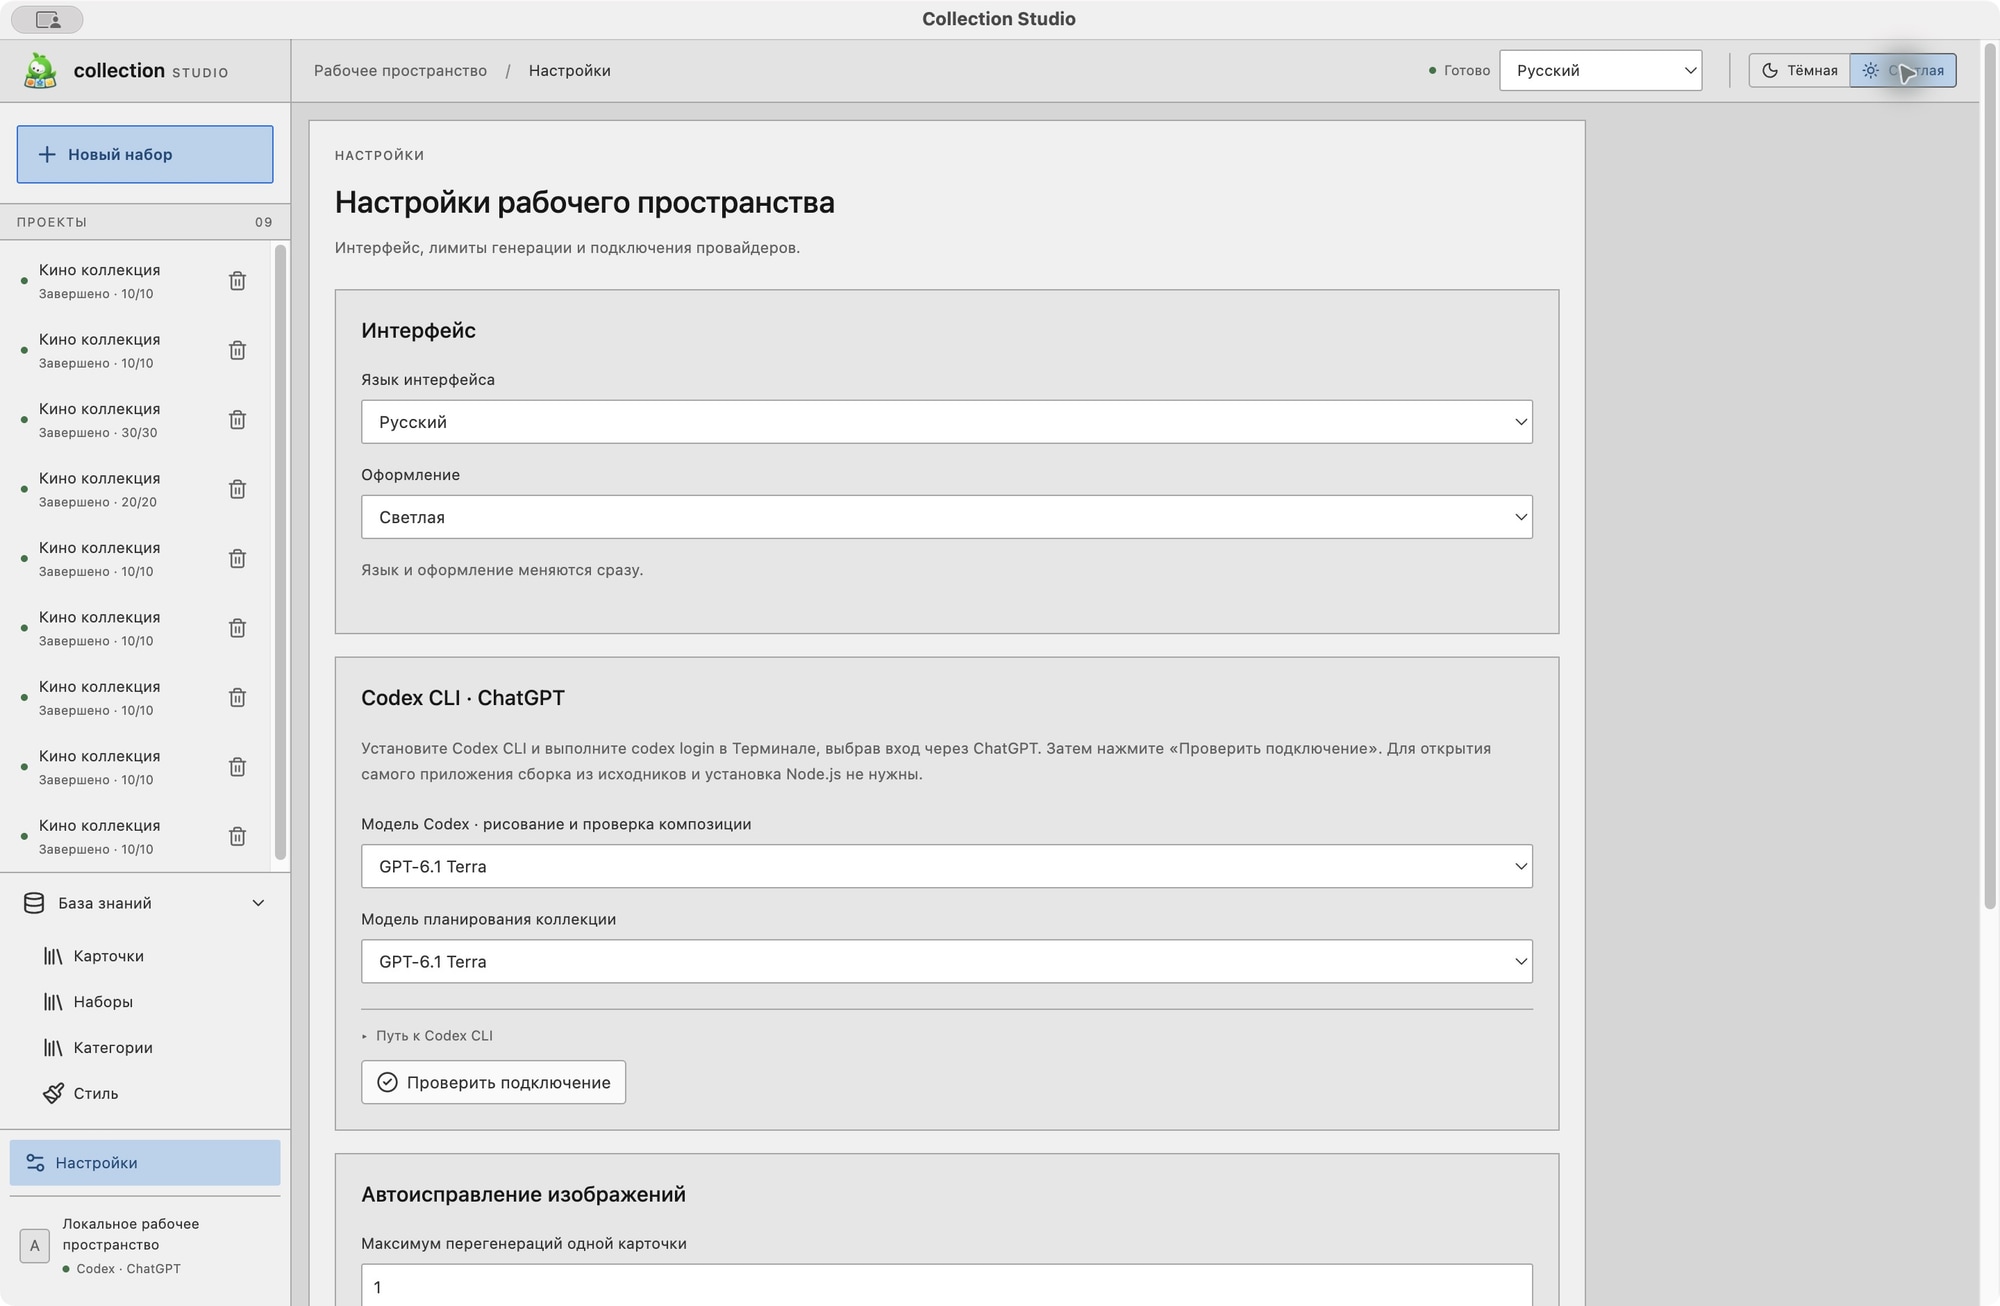 Collection Studio
collection STUDIO
Рабочее пространство / Настройки
Готово
Русский
Тёмная
Новый набор
ПРОЕКТЫ 09
Кино коллекция
Завершено · 10/10
Кино коллекция
Завершено · 10/10
Кино коллекция
Завершено · 30/30
Кино коллекция
Завершено · 20/20
Кино коллекция
Завершено · 10/10
Кино коллекция
Завершено · 10/10
Кино коллекция
Завершено · 10/10
Кино коллекция
Завершено · 10/10
Кино коллекция
Завершено · 10/10
База знаний
Карточки
Наборы
Категории
Стиль
Настройки
A
Локальное рабочее
пространство
Codex · ChatGPT
НАСТРОЙКИ
Настройки рабочего пространства
Интерфейс, лимиты генерации и подключения провайдеров.
Интерфейс
Язык интерфейса
Русский
Оформление
Светлая
Язык и оформление меняются сразу.
Codex CLI · ChatGPT
Установите Codex CLI и выполните codex login в Терминале, выбрав вход через ChatGPT. Затем нажмите «Проверить подключение». Для открытия
самого приложения сборка из исходников и установка Node.js не нужны.
Модель Codex · рисование и проверка композиции
GPT-6.1 Terra
Модель планирования коллекции
GPT-6.1 Terra
Путь к Codex CLI
Проверить подключение
Автоисправление изображений
Максимум перегенераций одной карточки
1